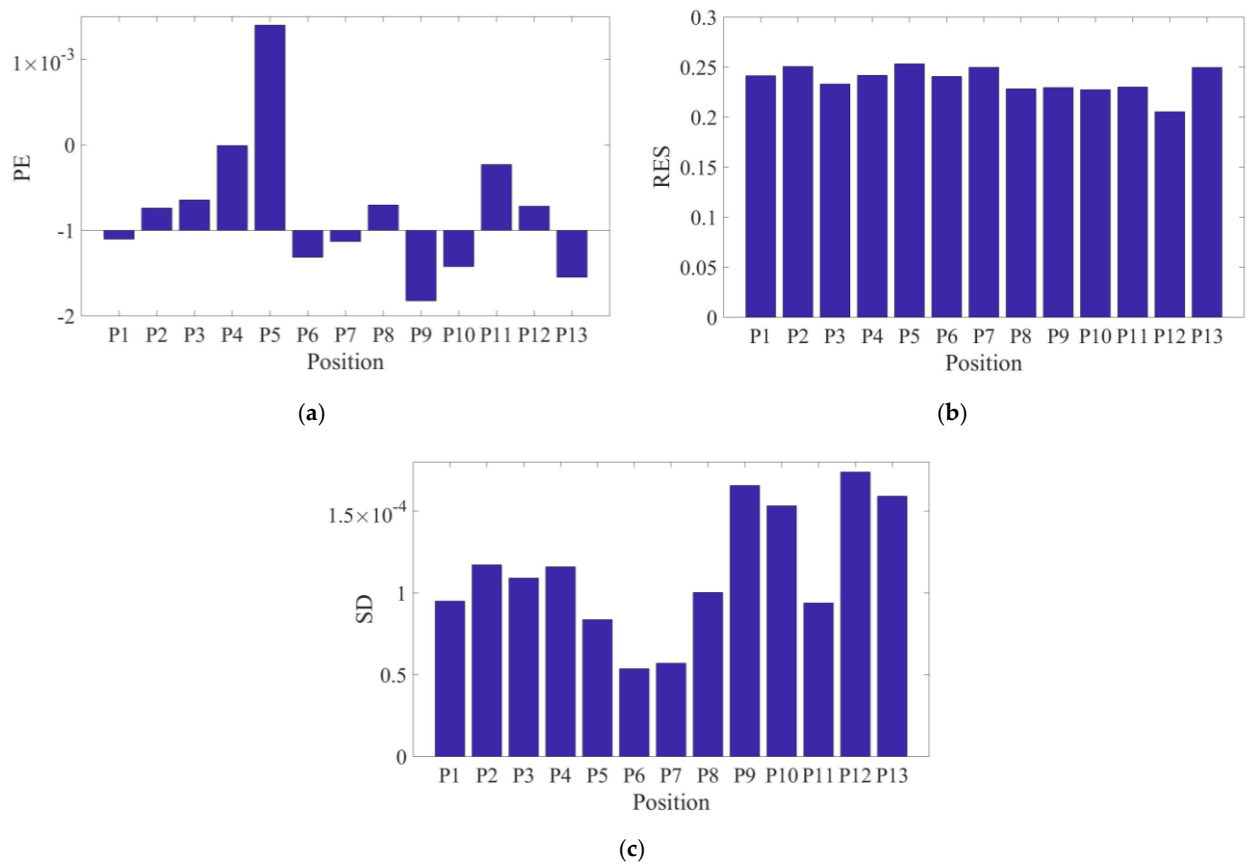 1×10⁻³
0
-1
-2
PE
P1 P2 P3 P4 P5 P6 P7 P8 P9 P10 P11 P12 P13
Position
(a)
0.3
0.25
0.2
0.15
0.1
0.05
0
RES
P1 P2 P3 P4 P5 P6 P7 P8 P9 P10 P11 P12 P13
Position
(b)
1.5×10⁻⁴
1
0.5
0
SD
P1 P2 P3 P4 P5 P6 P7 P8 P9 P10 P11 P12 P13
Position
(c)